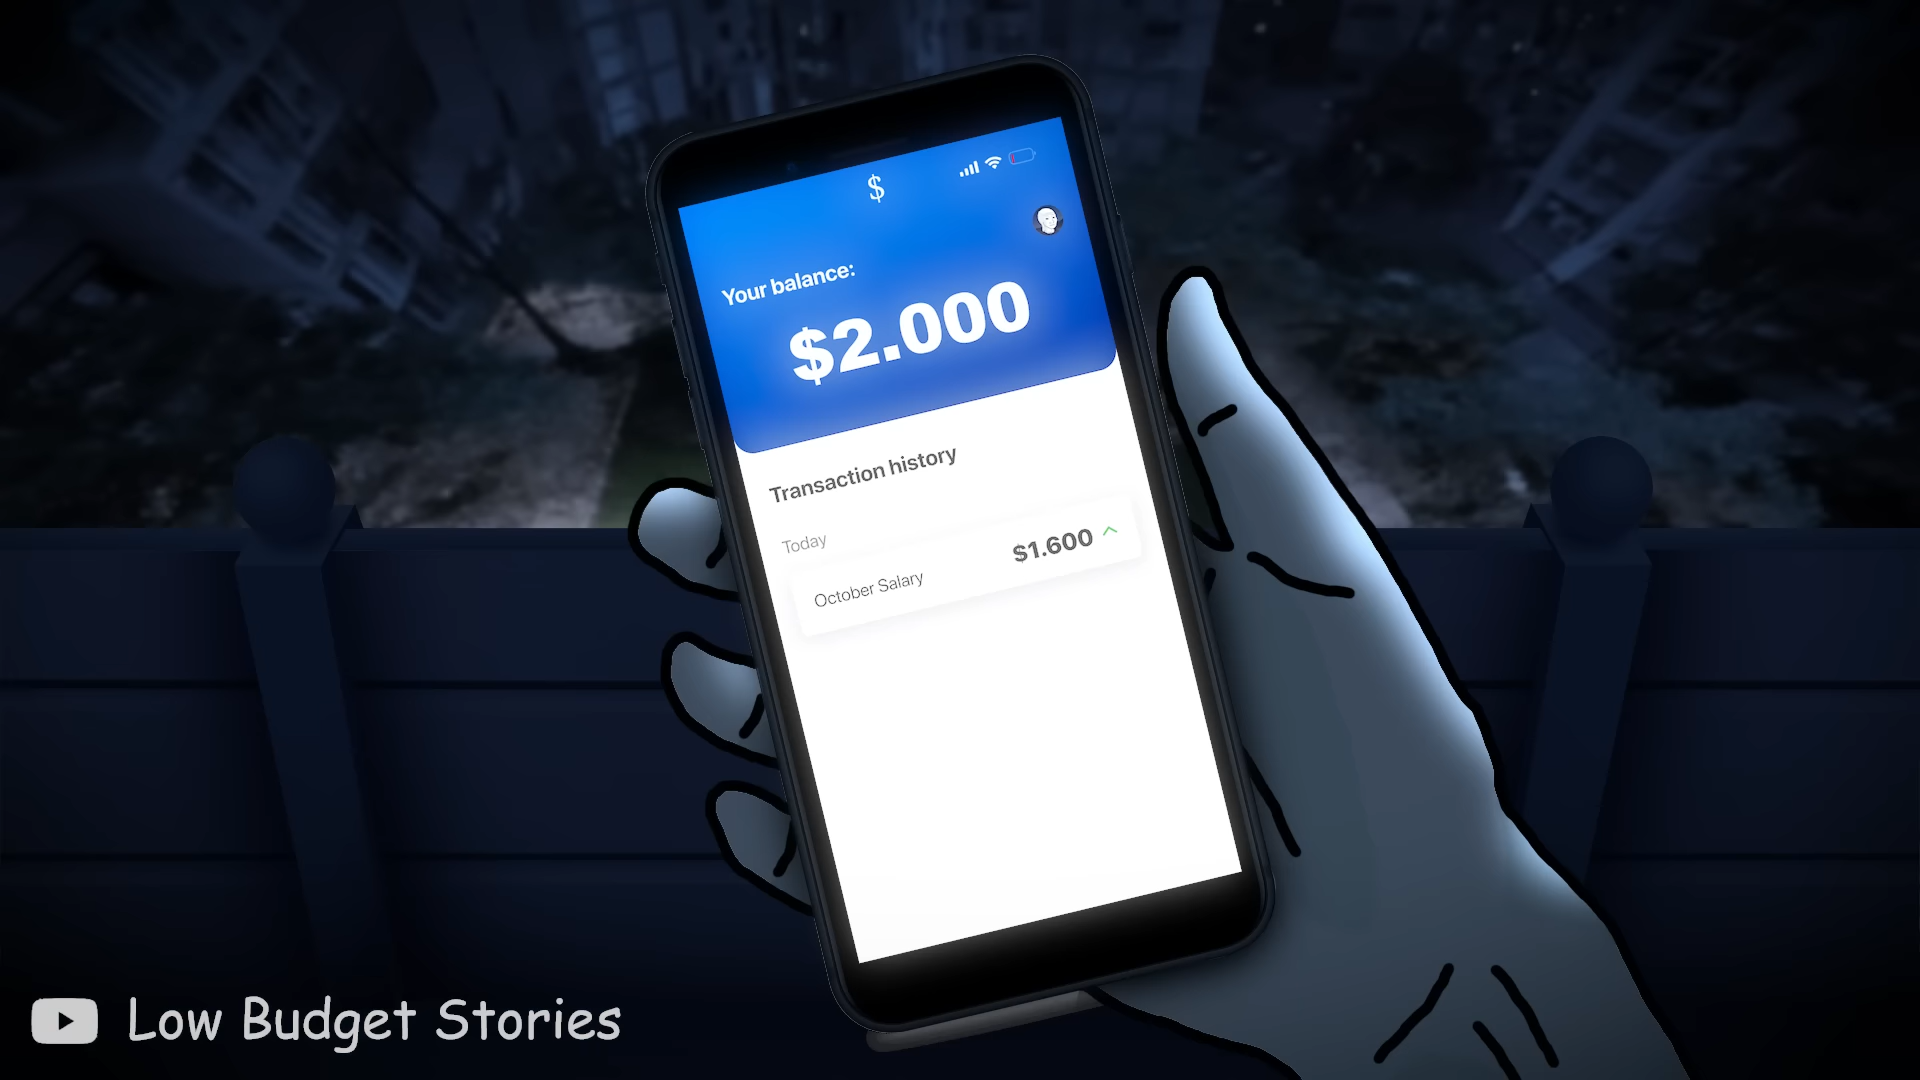 $
Your balance:
$2.000
Transaction history
Today
October Salary
$1.600
Low Budget Stories